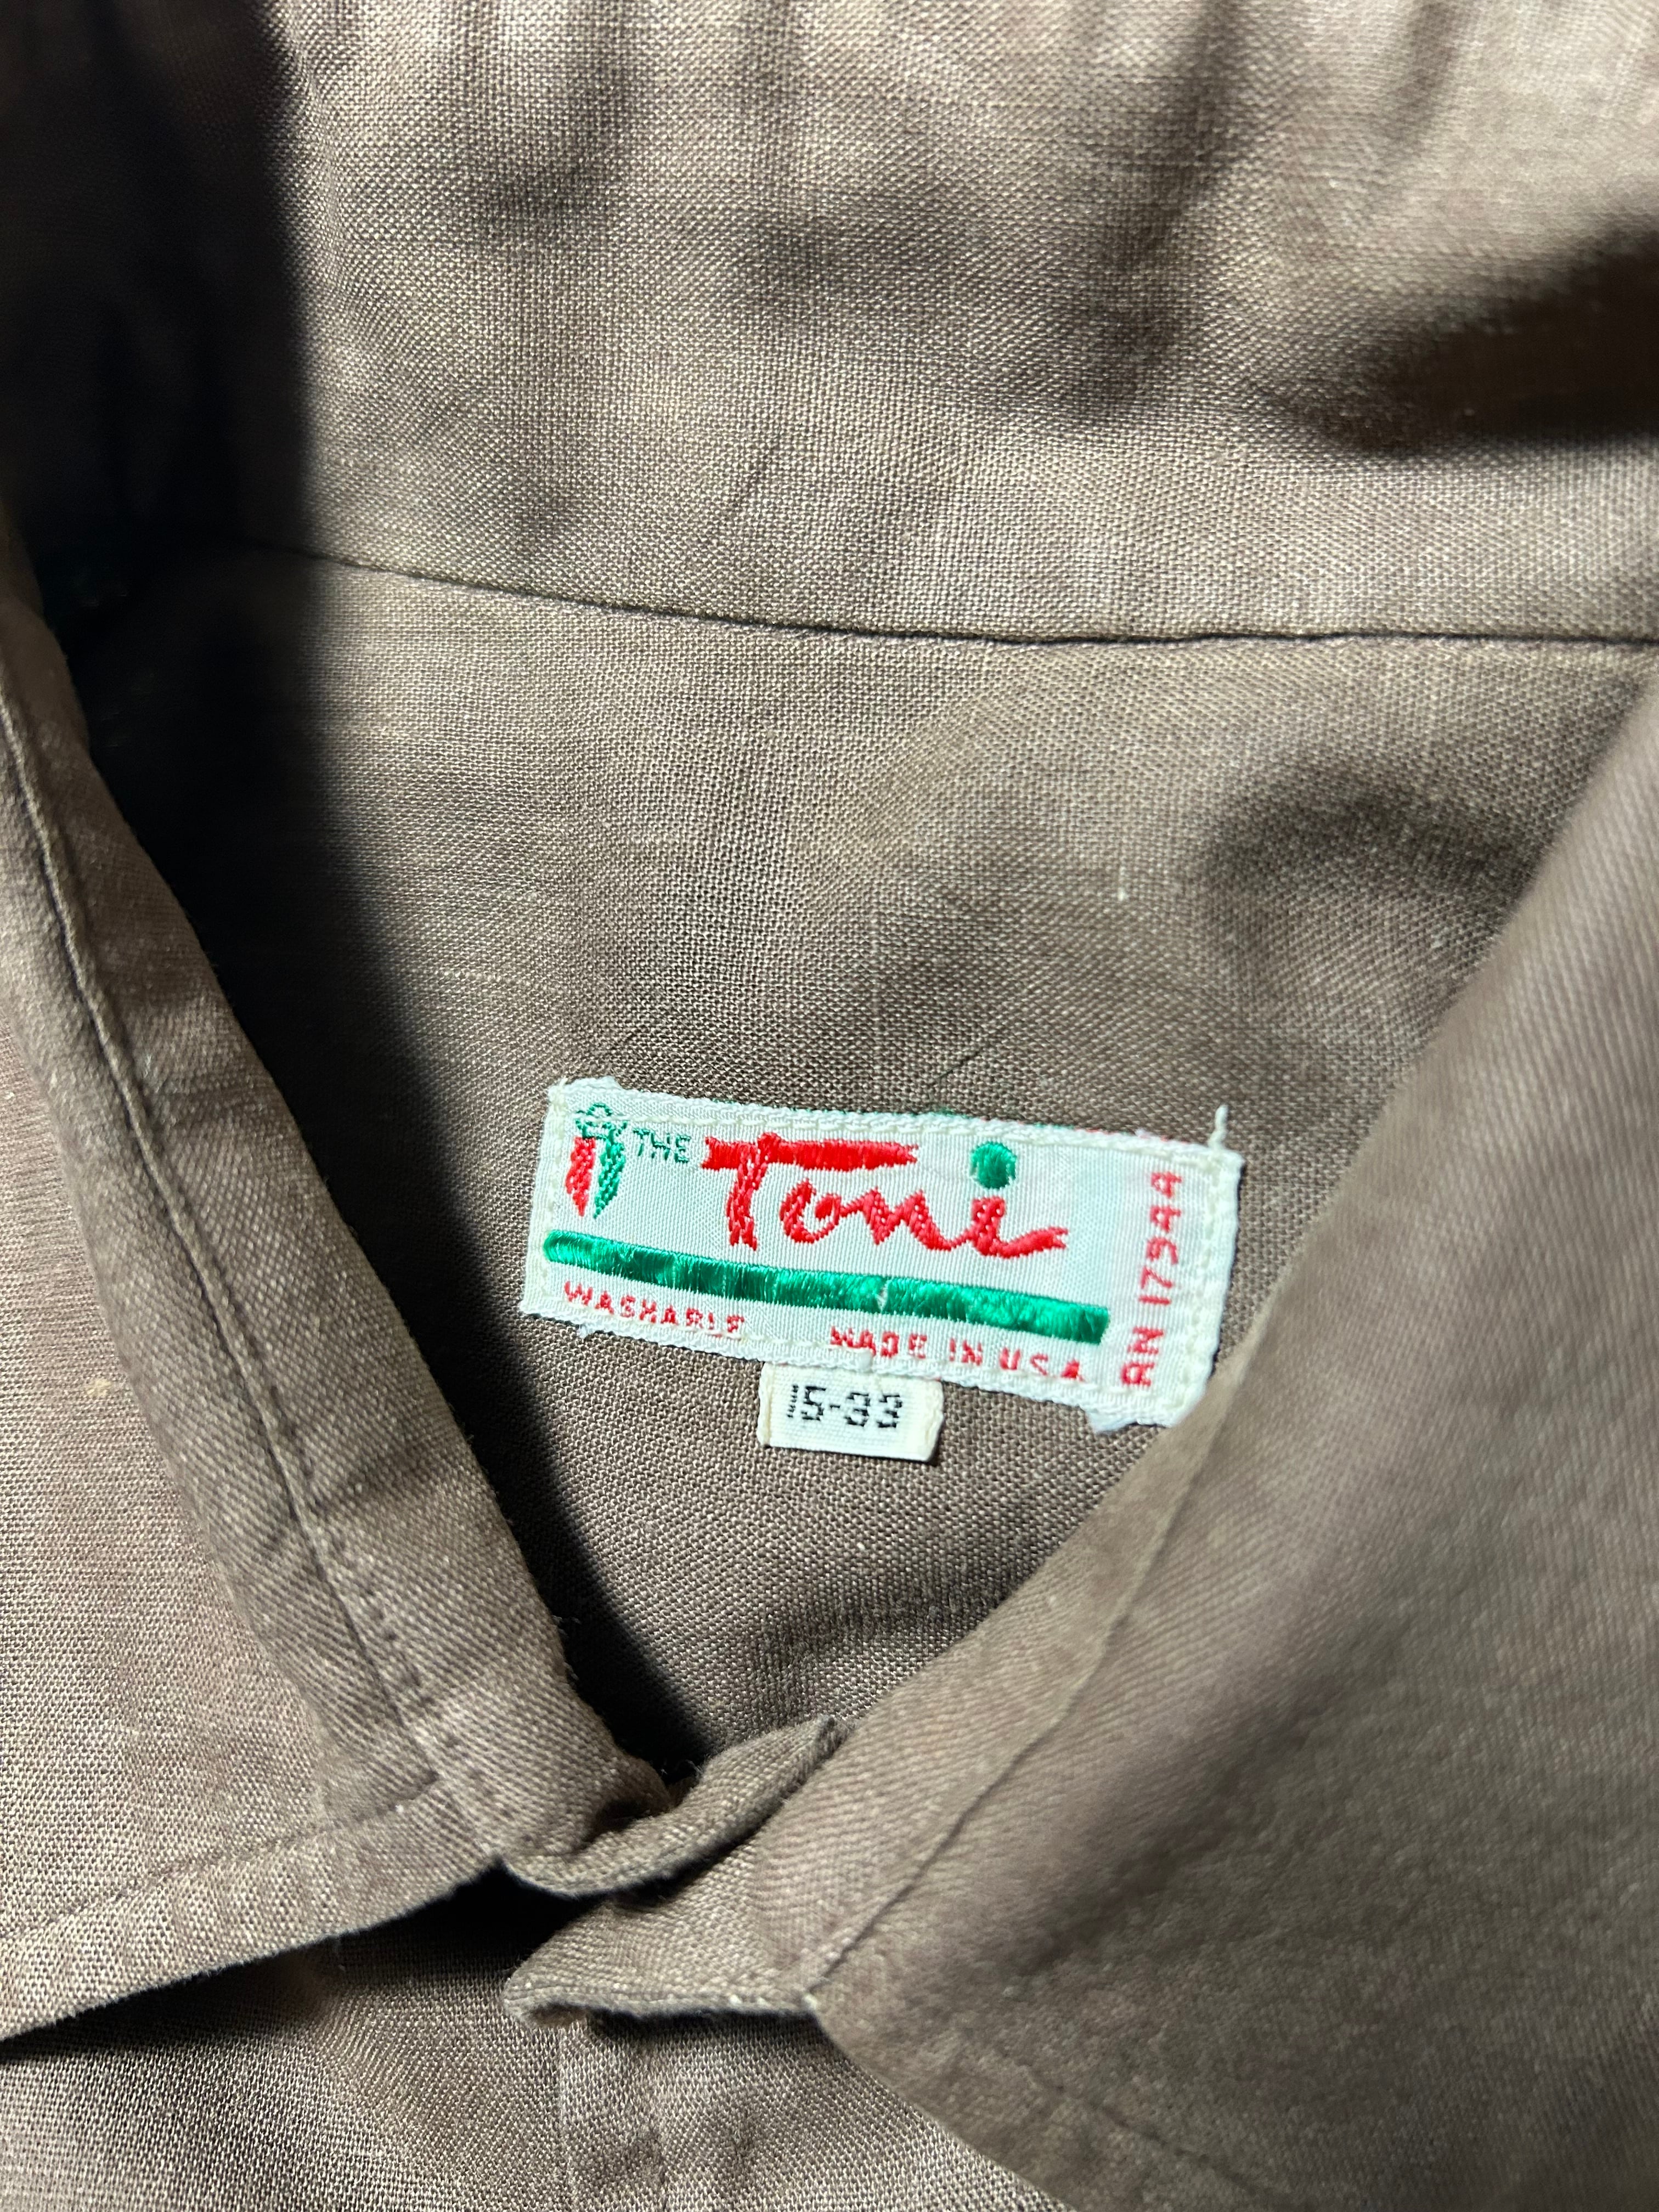 THE Toni
WASHABLE MADE IN USA
RN 17944
15-33